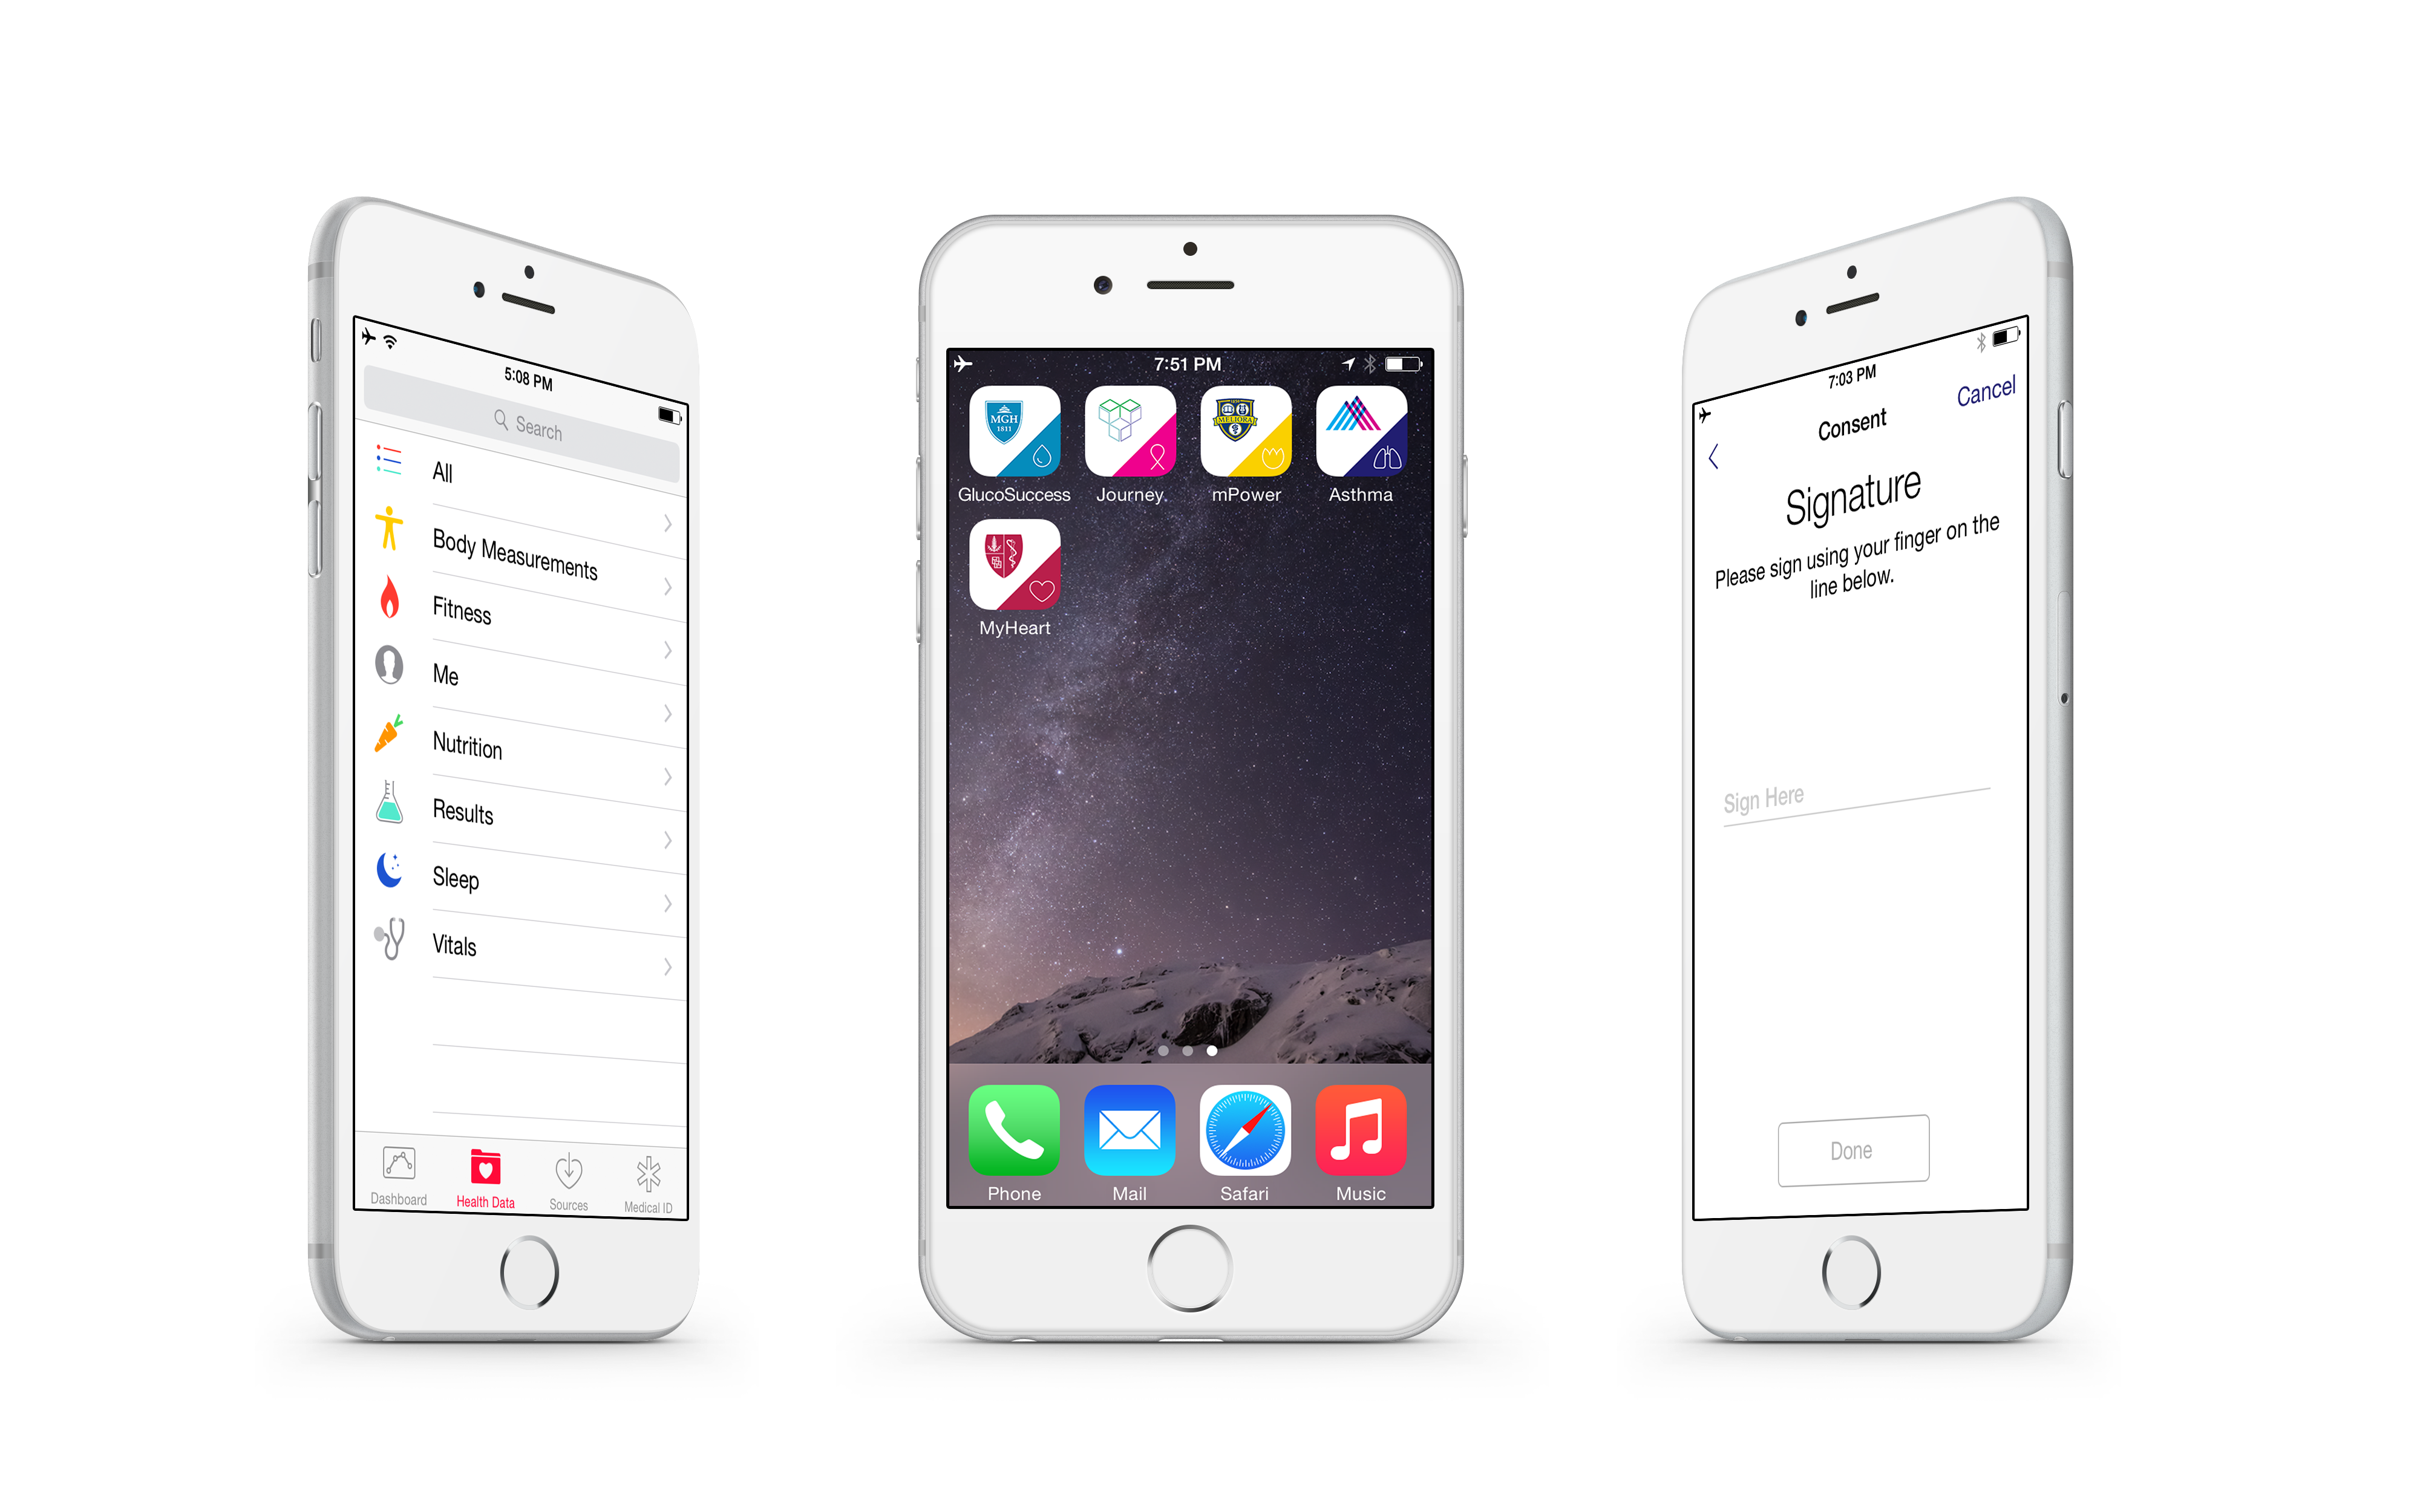 5:08 PM
Search
All
Body Measurements
Fitness
Me
Nutrition
Results
Sleep
Vitals
Dashboard
Health Data
Sources
Medical ID
7:51 PM
MGH
1811
MELIORA
GlucoSuccess
Journey
mPower
Asthma
MyHeart
Phone
Mail
Safari
Music
7:03 PM
Cancel
Consent
Signature
Please sign using your finger on the
line below.
Sign Here
Done